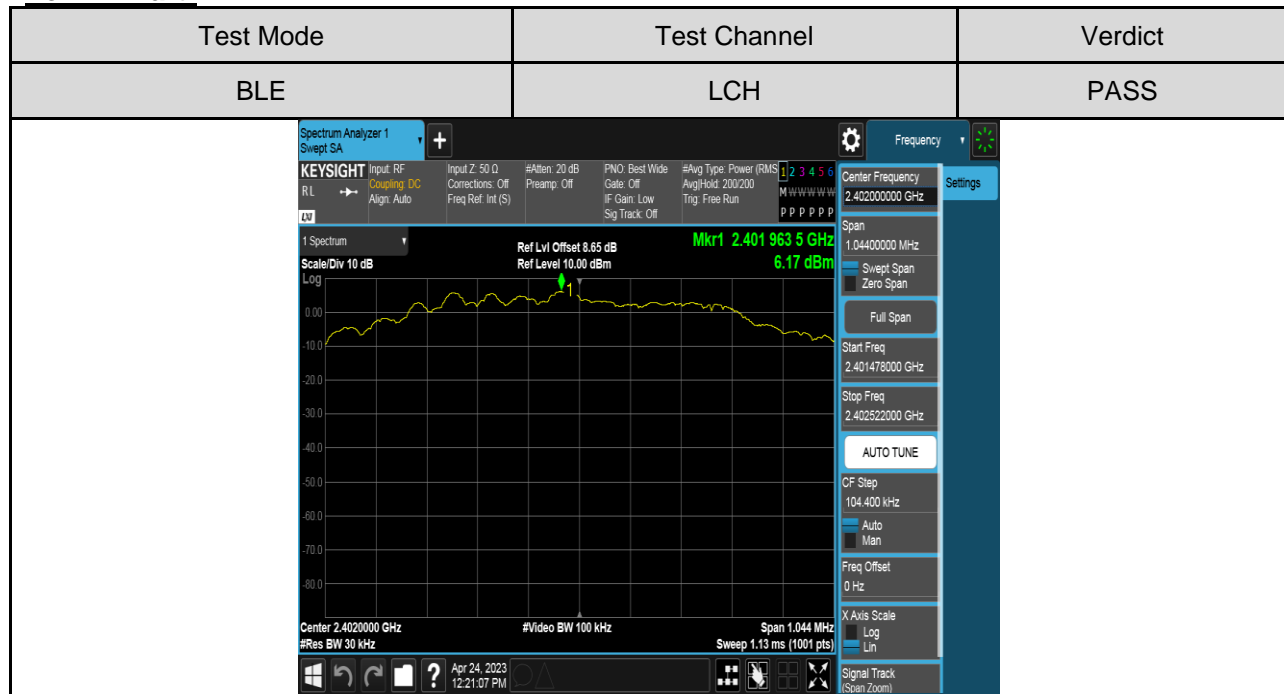 Test Mode Test Channel Verdict
BLE LCH PASS
Spectrum Analyzer 1
Swept SA
+
Frequency
KEYSIGHT
RL
LXI
Input: RF
Coupling: DC
Align: Auto
Input Z: 50 Ω
Corrections: Off
Freq Ref: Int (S)
#Atten: 20 dB
Preamp: Off
PNO: Best Wide
Gate: Off
IF Gain: Low
Sig Track: Off
#Avg Type: Power (RMS
Avg|Hold: 200/200
Trig: Free Run
1 2 3 4 5 6
M W W W W W
P P P P P P
1 Spectrum
Scale/Div 10 dB
Ref Lvl Offset 8.65 dB
Ref Level 10.00 dBm
Mkr1 2.401 963 5 GHz
6.17 dBm
Log
1
0.00
-10.0
-20.0
-30.0
-40.0
-50.0
-60.0
-70.0
-80.0
Center 2.4020000 GHz
#Res BW 30 kHz
#Video BW 100 kHz
Span 1.044 MHz
Sweep 1.13 ms (1001 pts)
?
Apr 24, 2023
12:21:07 PM
Center Frequency
2.402000000 GHz
Settings
Span
1.04400000 MHz
Swept Span
Zero Span
Full Span
Start Freq
2.401478000 GHz
Stop Freq
2.402522000 GHz
AUTO TUNE
CF Step
104.400 kHz
Auto
Man
Freq Offset
0 Hz
X Axis Scale
Log
Lin
Signal Track
(Span Zoom)